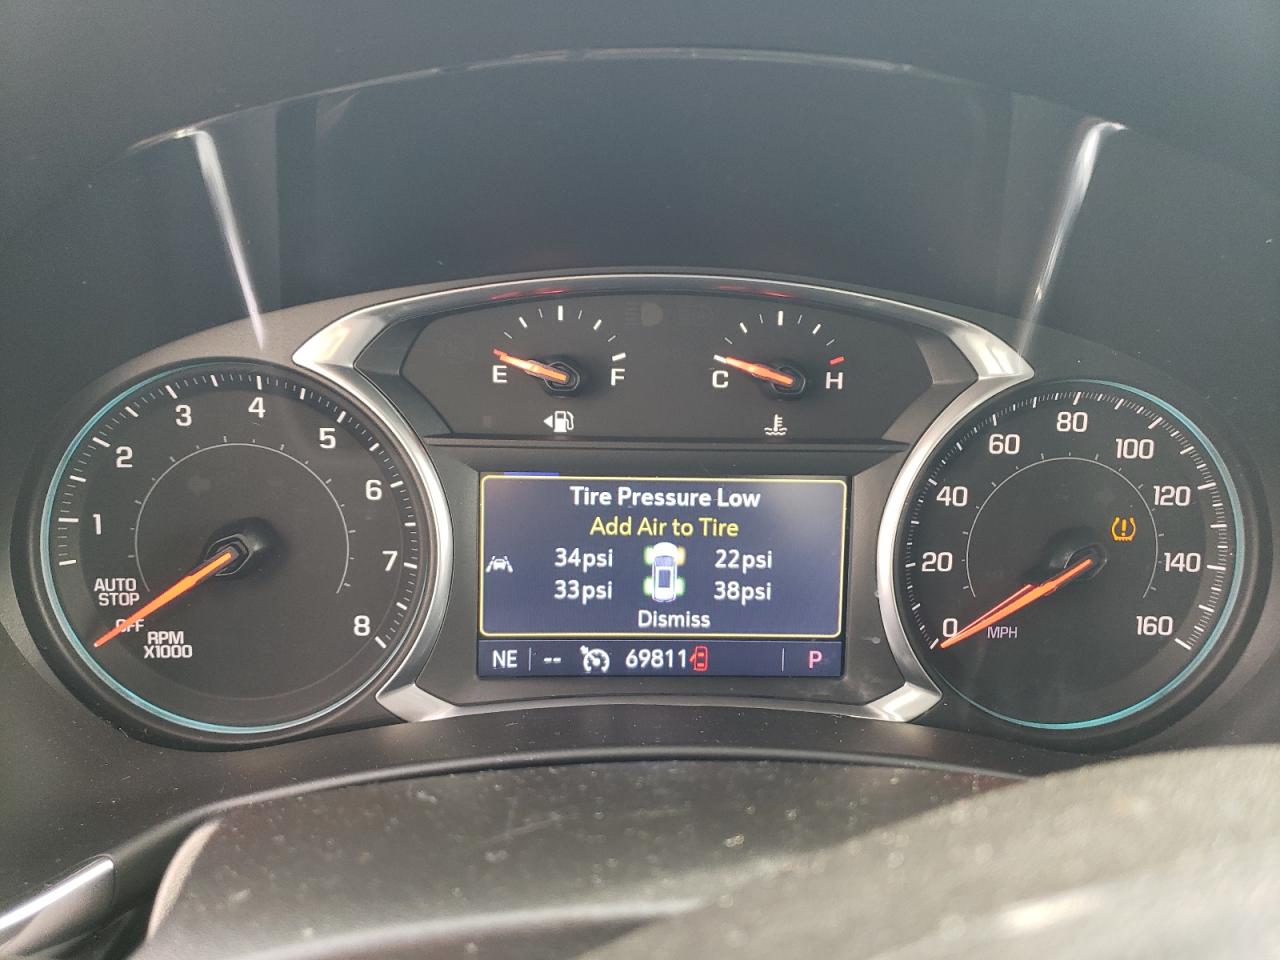 E F
C H
1
2
3
4
5
6
7
8
AUTO
STOP
OFF
RPM
X1000
Tire Pressure Low
Add Air to Tire
34psi 22psi
33psi 38psi
Dismiss
NE -- 69811 P
0
20
40
60
80
100
120
140
160
MPH